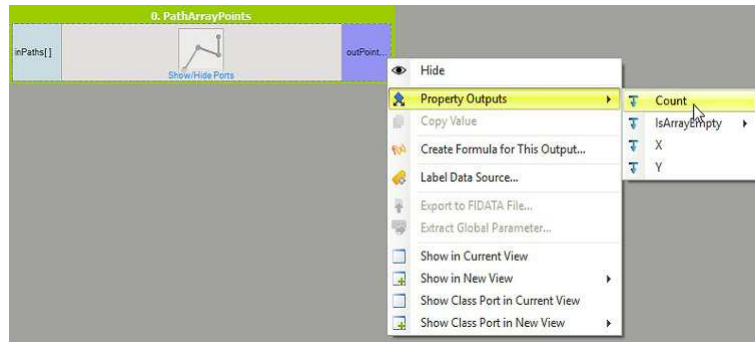 0. PathArrayPoints
inPaths[]
outPoint...
Show/Hide Ports
Hide
Property Outputs
Copy Value
Create Formula for This Output...
Label Data Source...
Export to FIDATA File...
Extract Global Parameter...
Show in Current View
Show in New View
Show Class Port in Current View
Show Class Port in New View
Count
IsArrayEmpty
X
Y